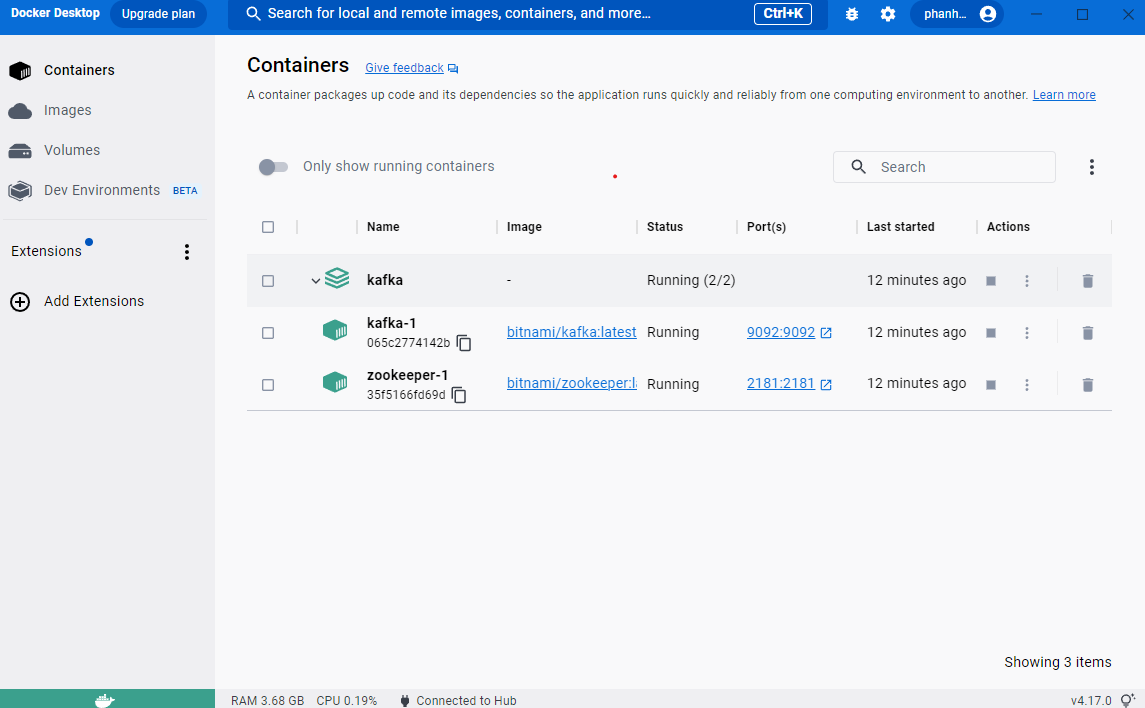 Docker Desktop Upgrade plan Search for local and remote images, containers, and more... Ctrl+K phanh...
Containers
Images
Volumes
Dev Environments BETA
Extensions
Add Extensions
Containers Give feedback
A container packages up code and its dependencies so the application runs quickly and reliably from one computing environment to another. Learn more
Only show running containers Search
Name Image Status Port(s) Last started Actions
kafka - Running (2/2) 12 minutes ago
kafka-1
065c2774142b bitnami/kafka:latest Running 9092:9092 12 minutes ago
zookeeper-1
35f5166fd69d bitnami/zookeeper:l Running 2181:2181 12 minutes ago
Showing 3 items
RAM 3.68 GB CPU 0.19% Connected to Hub v4.17.0